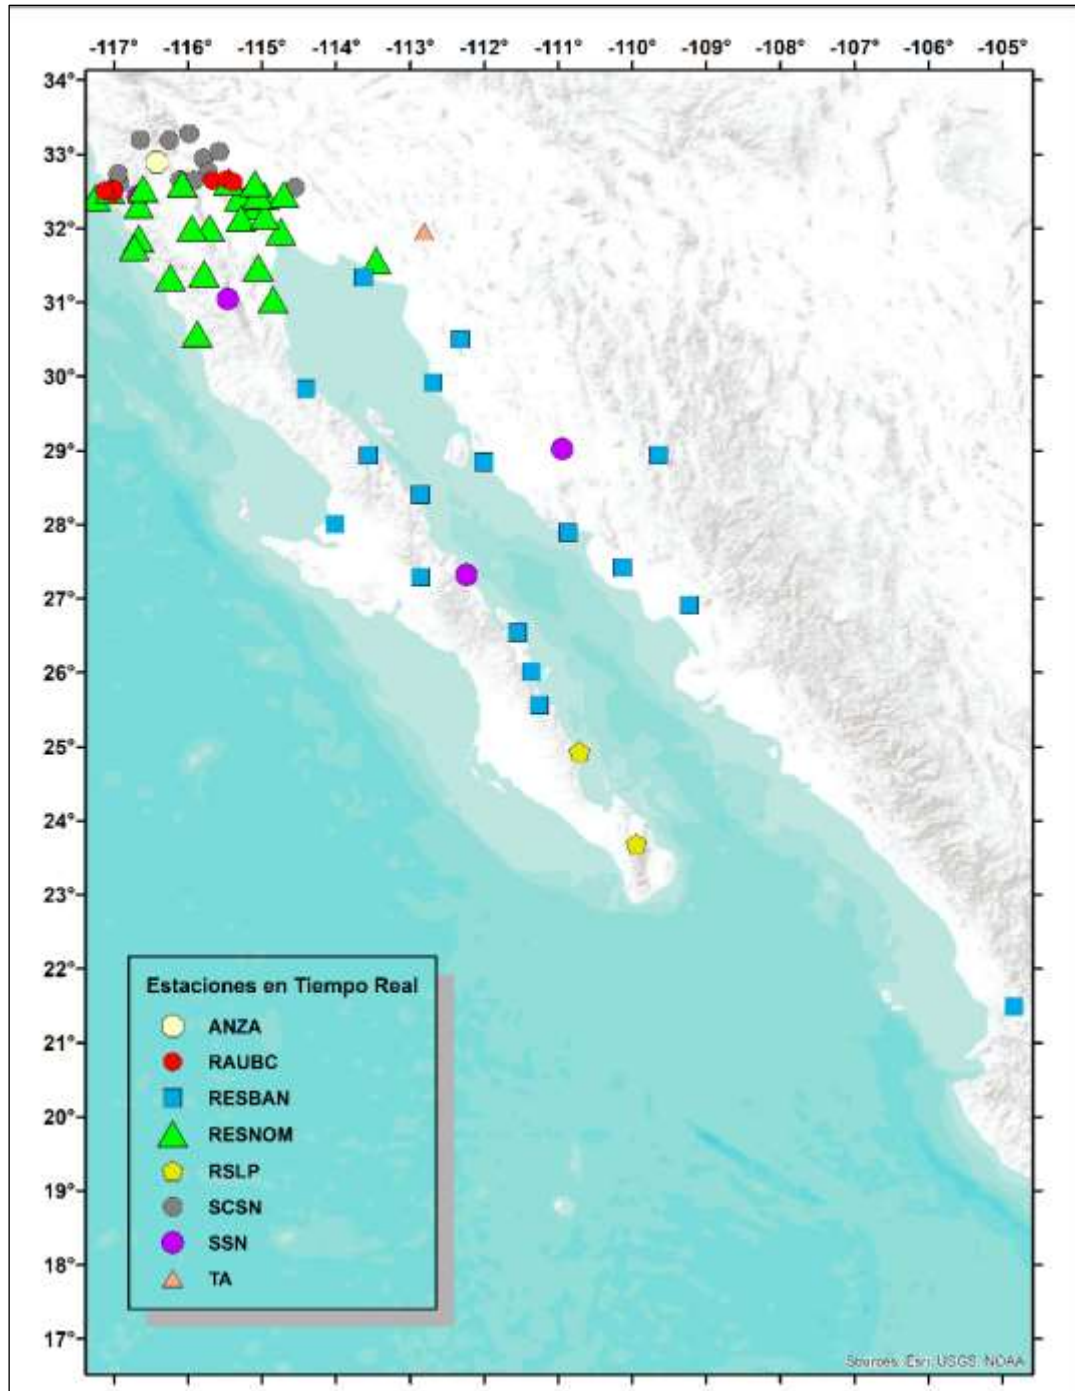 -117° -116° -115° -114° -113° -112° -111° -110° -109° -108° -107° -106° -105°
34°
33°
32°
31°
30°
29°
28°
27°
26°
25°
24°
23°
22°
21°
20°
19°
18°
17°
Estaciones en Tiempo Real
ANZA
RAUBC
RESBAN
RESNOM
RSLP
SCSN
SSN
TA
Sources: Esri, USGS, NOAA